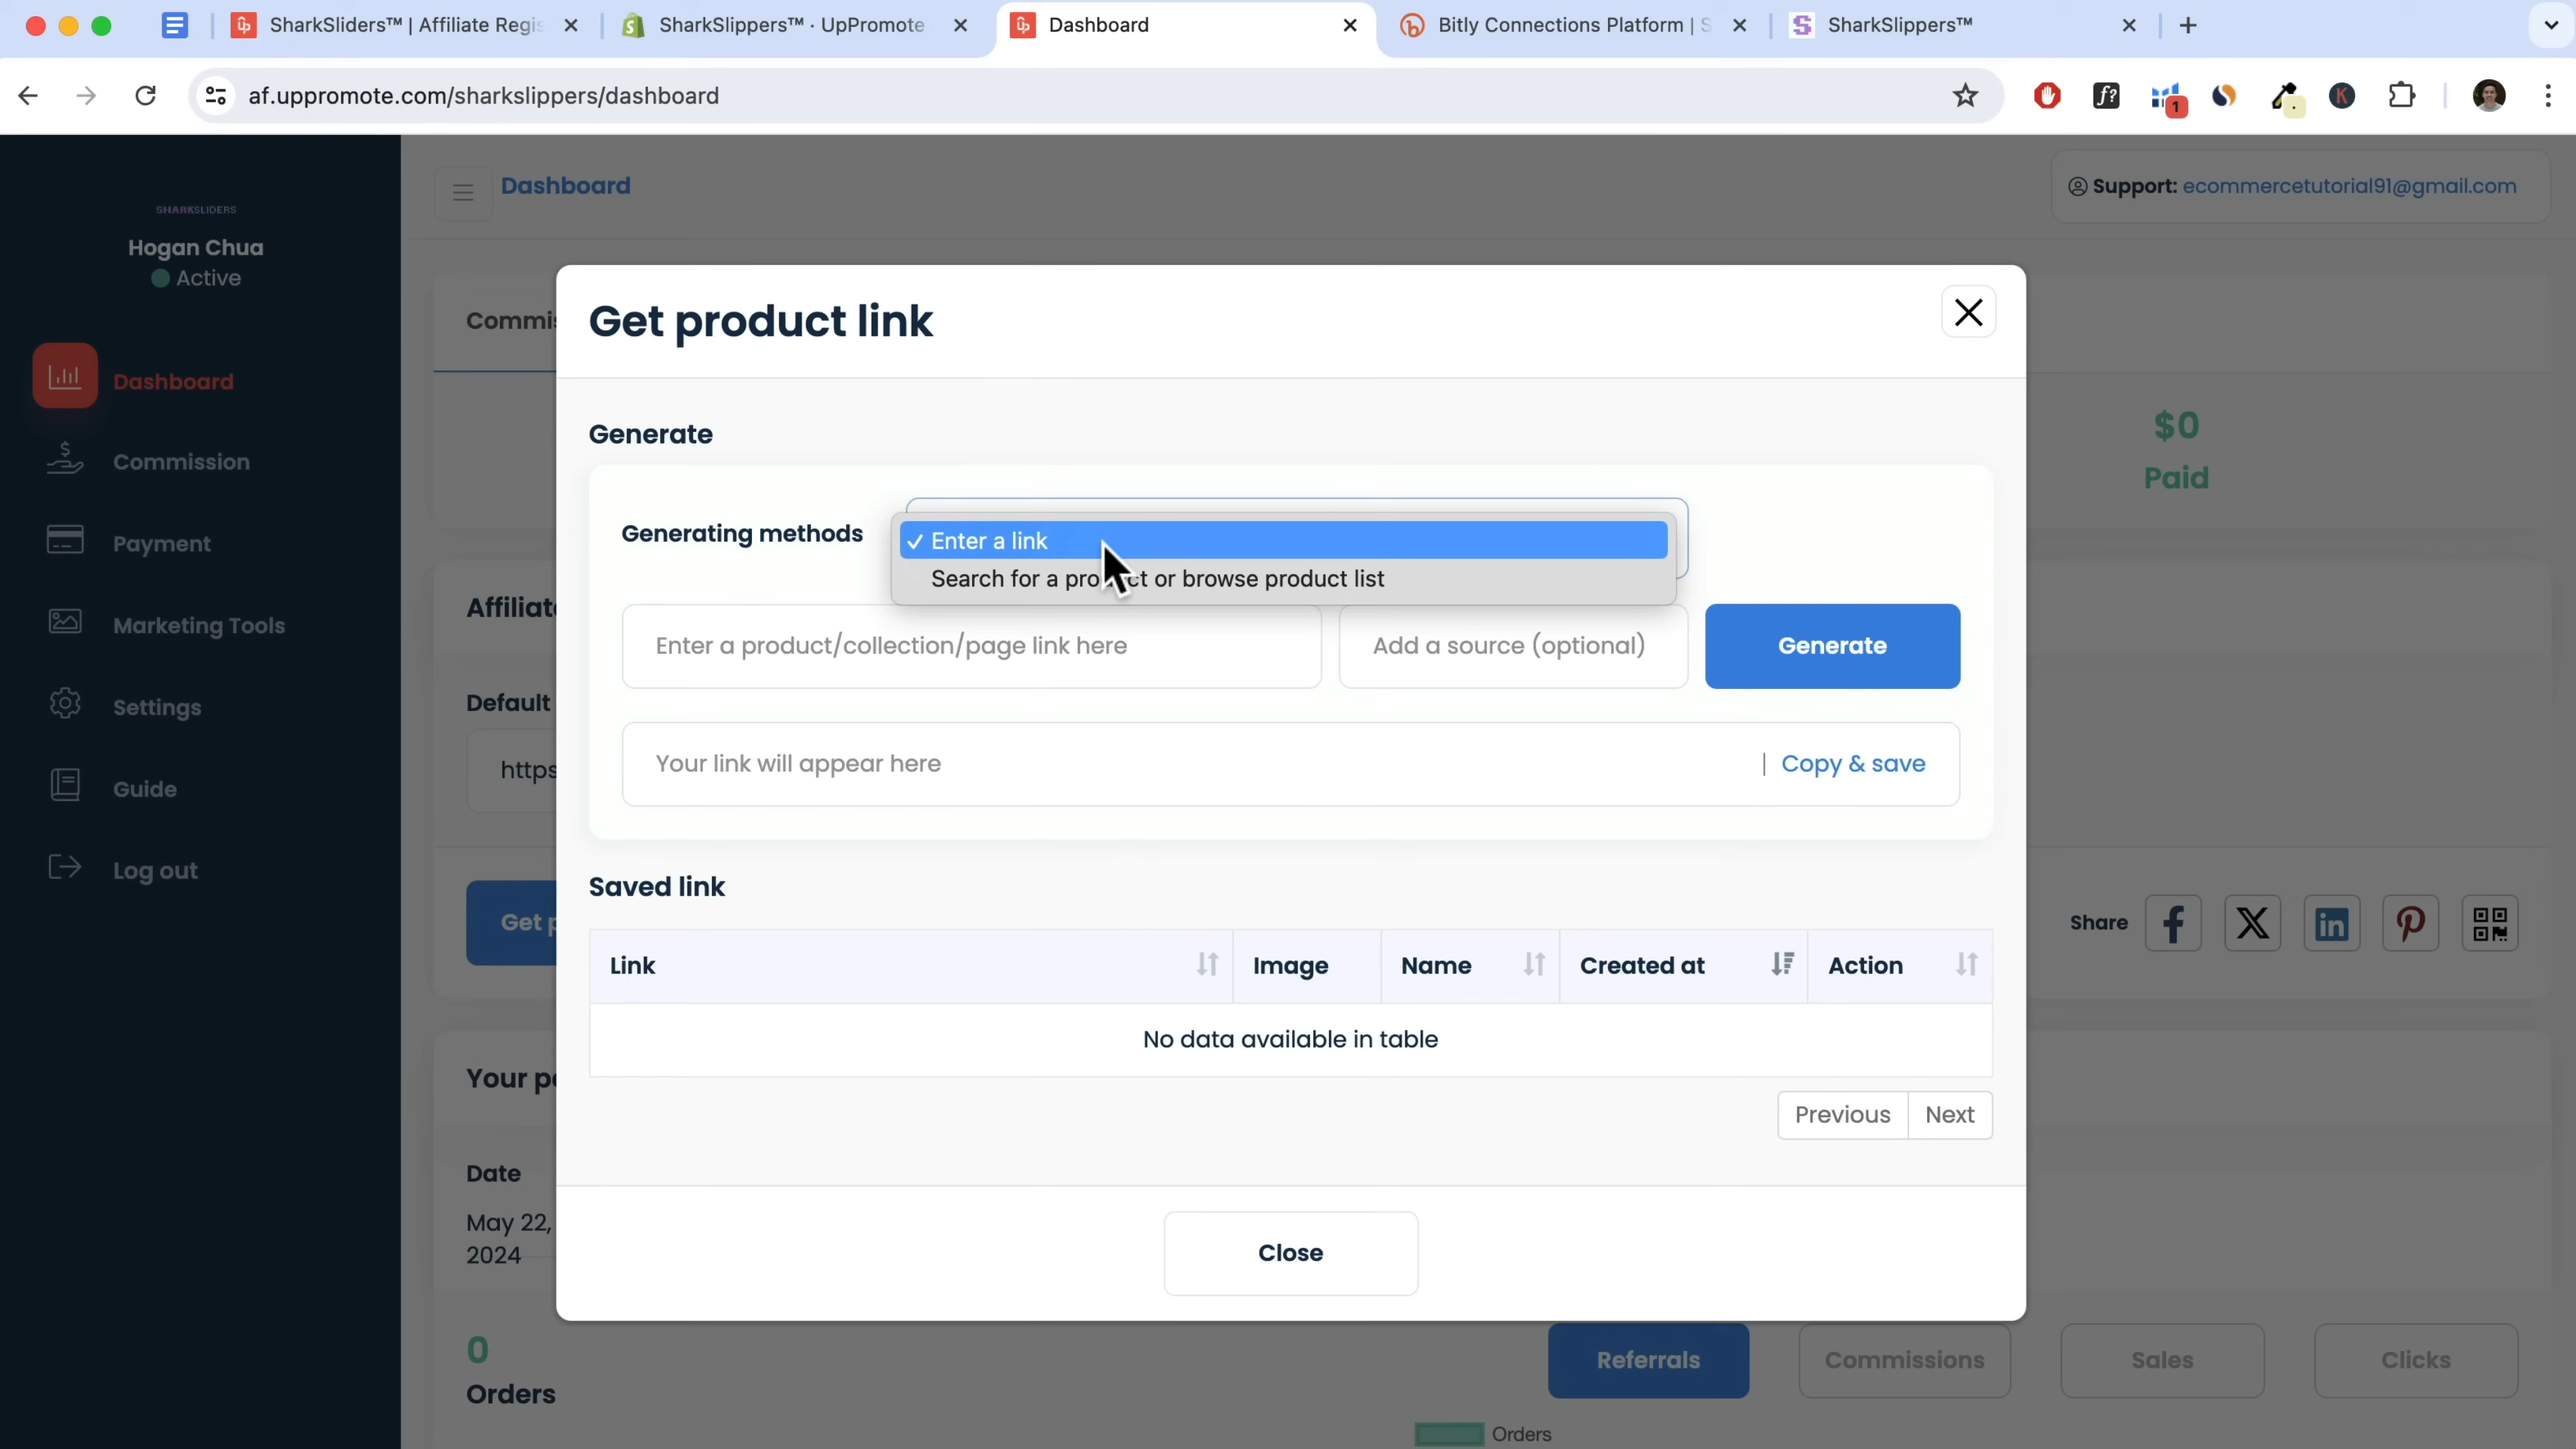 SharkSliders™ | Affiliate Regis
SharkSlippers™ · UpPromote
Dashboard
Bitly Connections Platform | S
SharkSlippers™
af.uppromote.com/sharkslippers/dashboard
1
SHARKSLIDERS
Hogan Chua
Active
Dashboard
Commission
Payment
Marketing Tools
Settings
Guide
Log out
Dashboard
Support: ecommercetutorial91@gmail.com
Commis
$0
Paid
Get product link
Generate
Generating methods
✓ Enter a link
Search for a product or browse product list
Enter a product/collection/page link here
Add a source (optional)
Generate
Your link will appear here
| Copy & save
Saved link
Link
Image
Name
Created at
Action
No data available in table
Previous
Next
Close
Affiliate
Default
https
Get p
Share
Your pe
Date
May 22,
2024
0
Orders
Referrals
Commissions
Sales
Clicks
Orders